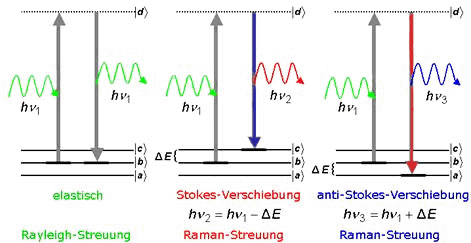 |d⟩ |d⟩ |d⟩
hν₁ hν₁ hν₁ hν₂ hν₁ hν₃
ΔE |c⟩ |b⟩ |a⟩
|c⟩ |b⟩ |a⟩
ΔE |c⟩ |b⟩ |a⟩
elastisch
Rayleigh-Streuung
Stokes-Verschiebung
hν₂ = hν₁ − ΔE
Raman-Streuung
anti-Stokes-Verschiebung
hν₃ = hν₁ + ΔE
Raman-Streuung